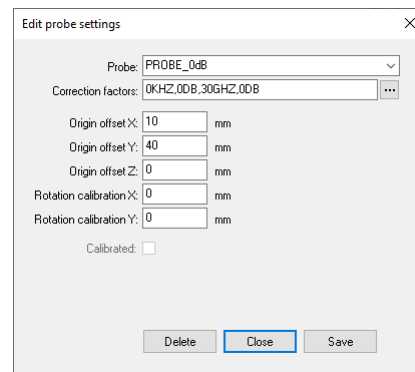 Edit probe settings
Probe: PROBE_0dB
Correction factors: 0KHZ,0DB,30GHZ,0DB ...
Origin offset X: 10 mm
Origin offset Y: 40 mm
Origin offset Z: 0 mm
Rotation calibration X: 0 mm
Rotation calibration Y: 0 mm
Calibrated:
Delete Close Save